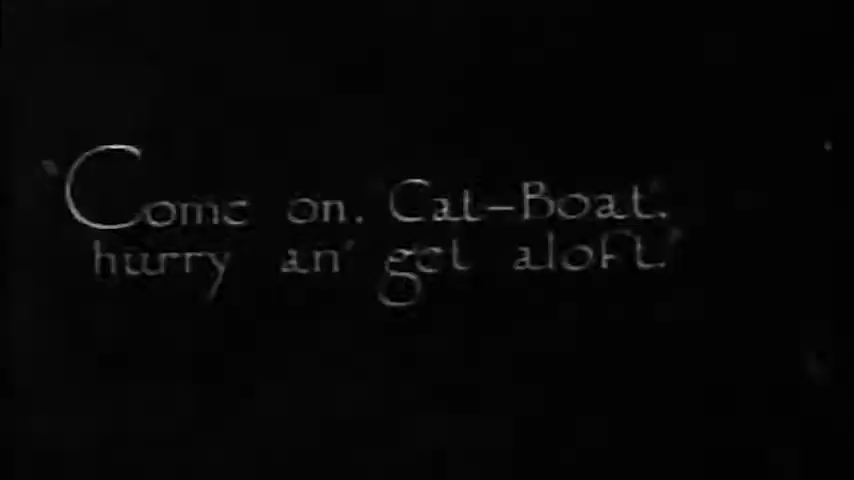 "Come on, 'Cat-Boat',
hurry an' get aloft."